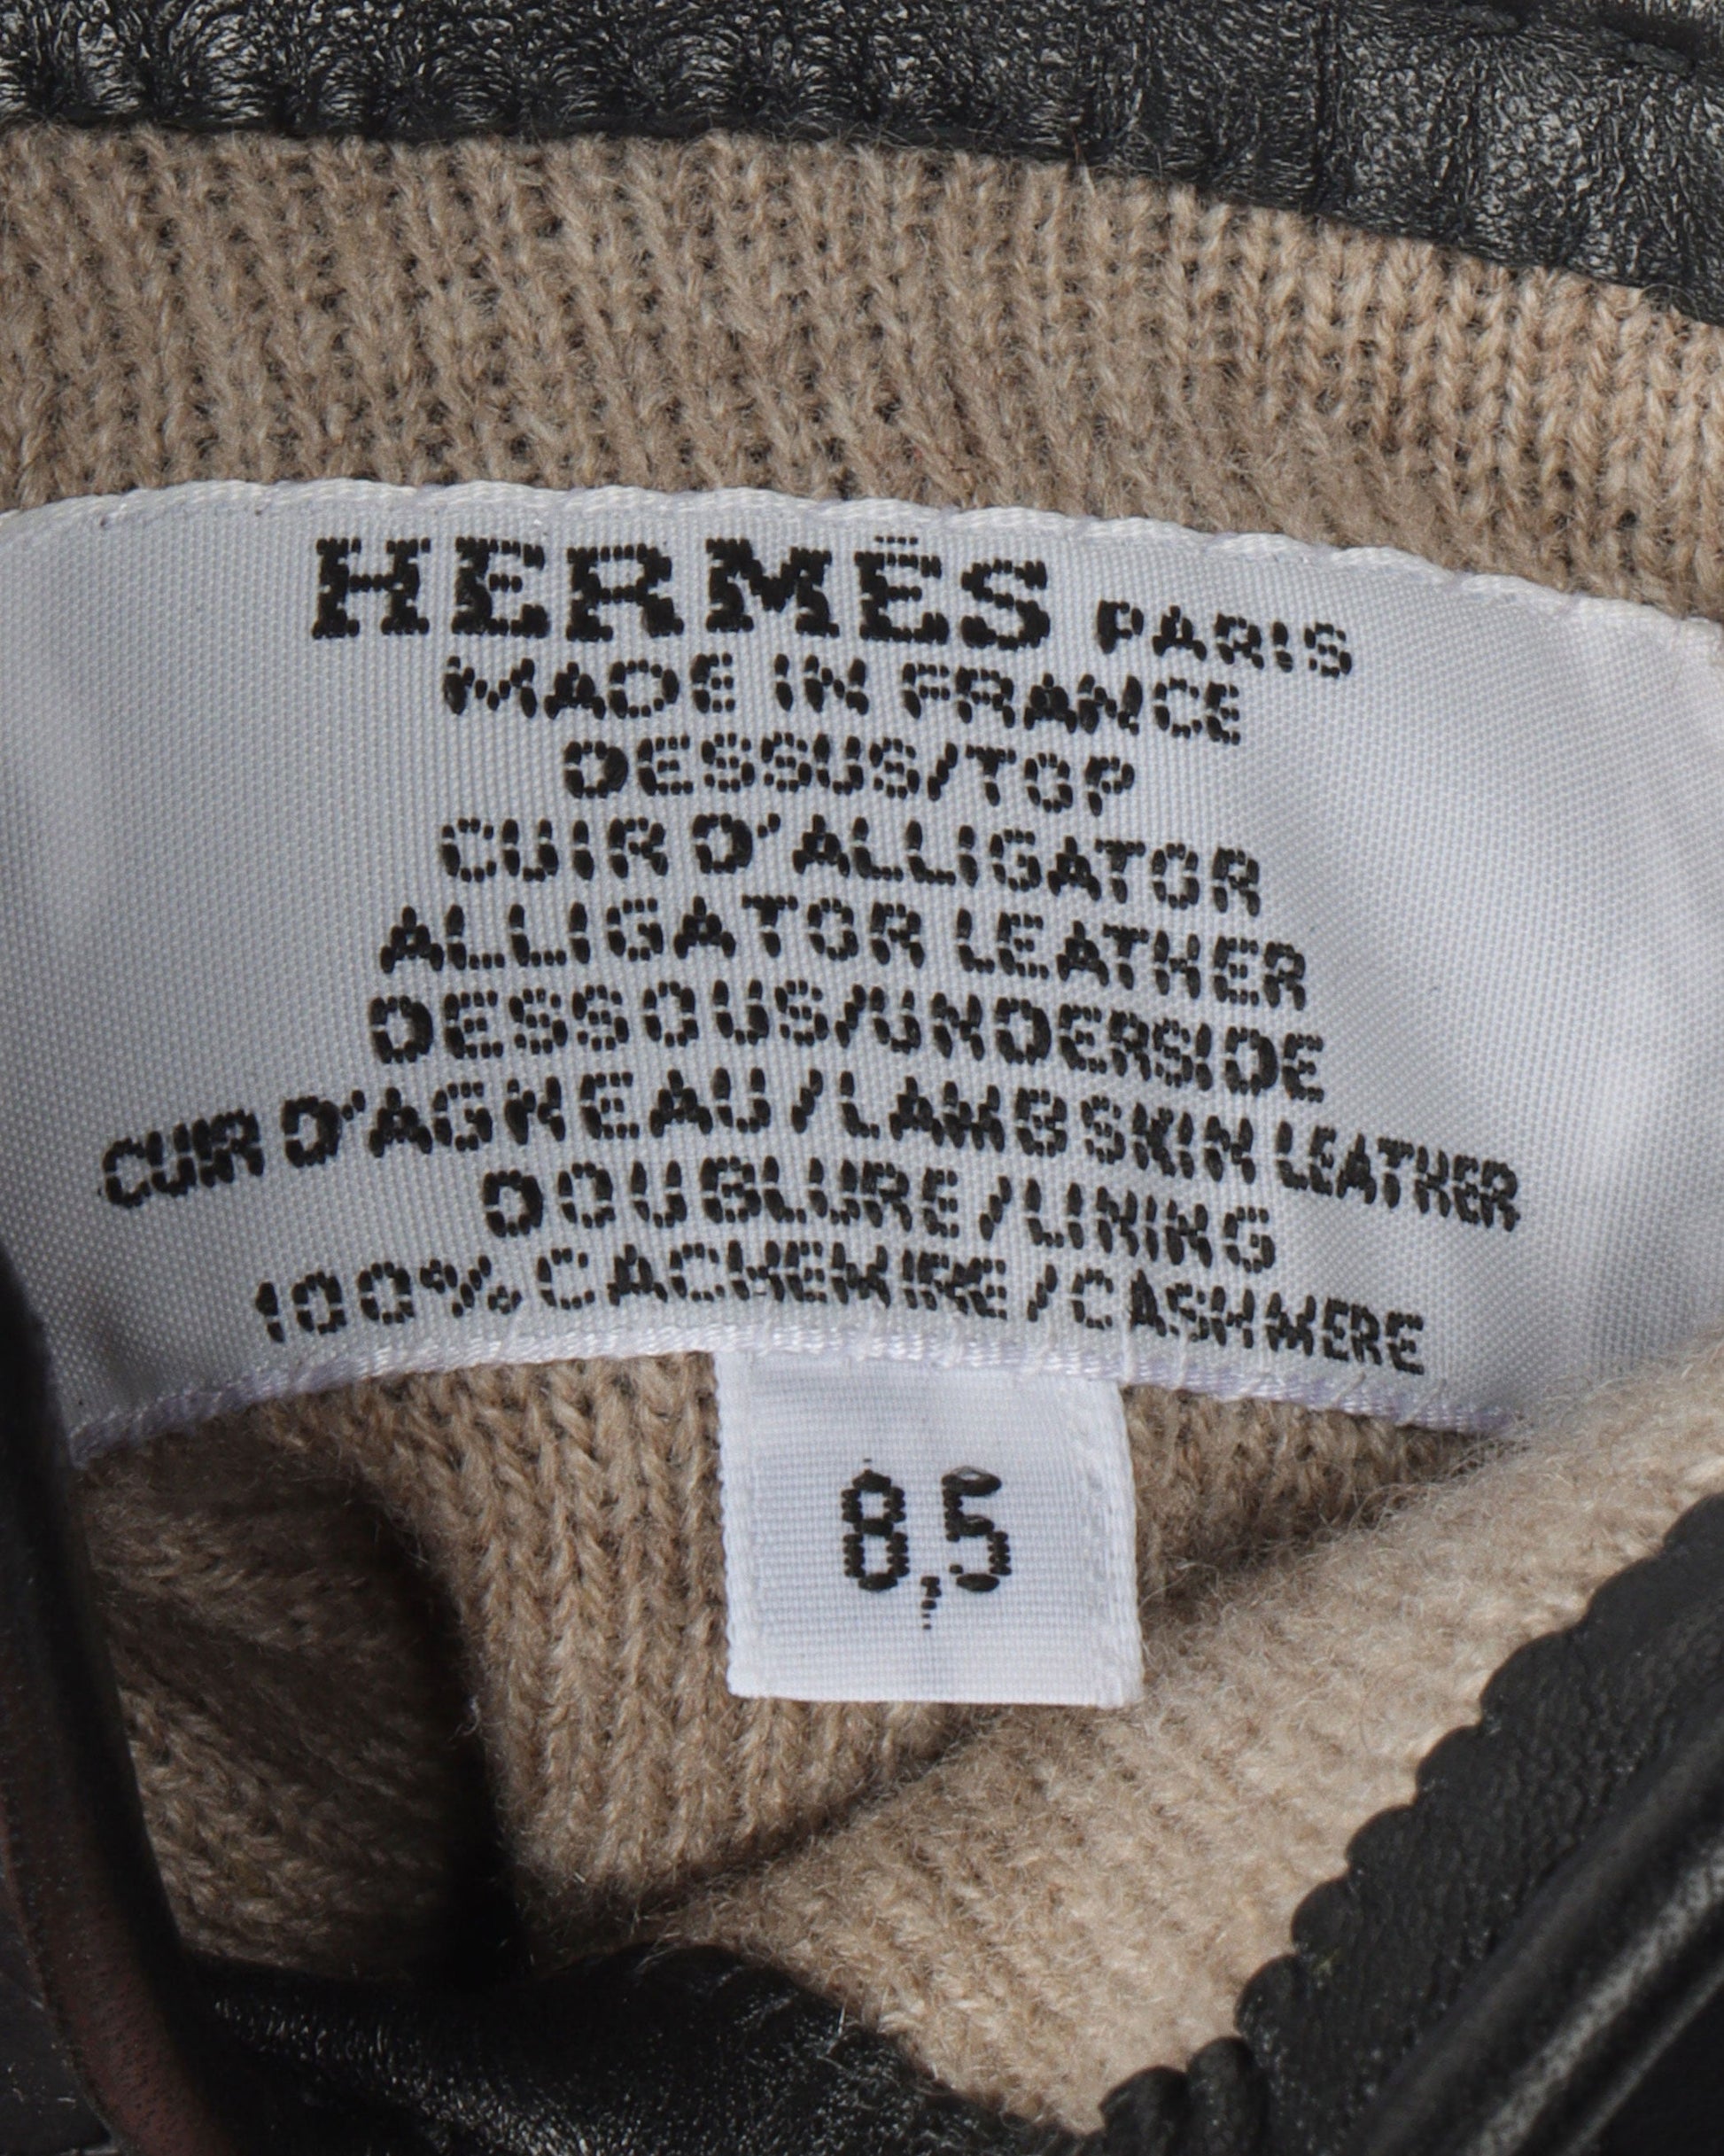 HERMÈS PARIS
MADE IN FRANCE
DESSUS/TOP
CUIR D'ALLIGATOR
ALLIGATOR LEATHER
DESSOUS/UNDERSIDE
CUIR D'AGNEAU/LAMBSKIN LEATHER
DOUBLURE/LINING
100% CACHEMIRE/CASHMERE
8,5